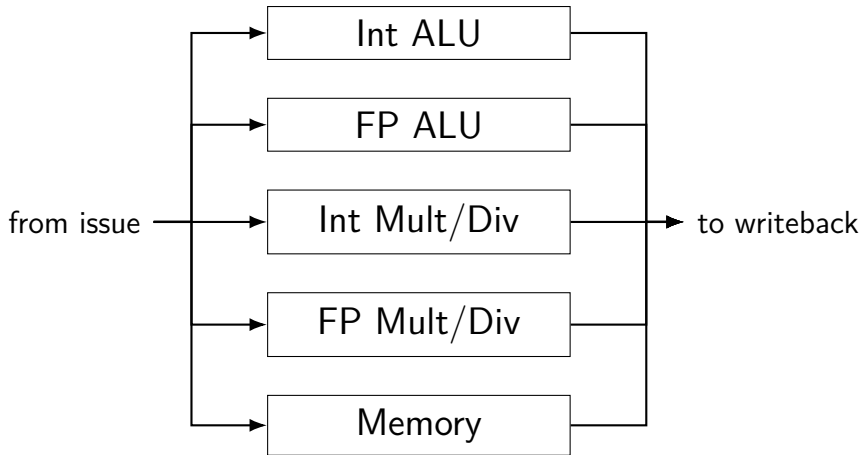 Int ALU
FP ALU
from issue
Int Mult/Div
to writeback
FP Mult/Div
Memory